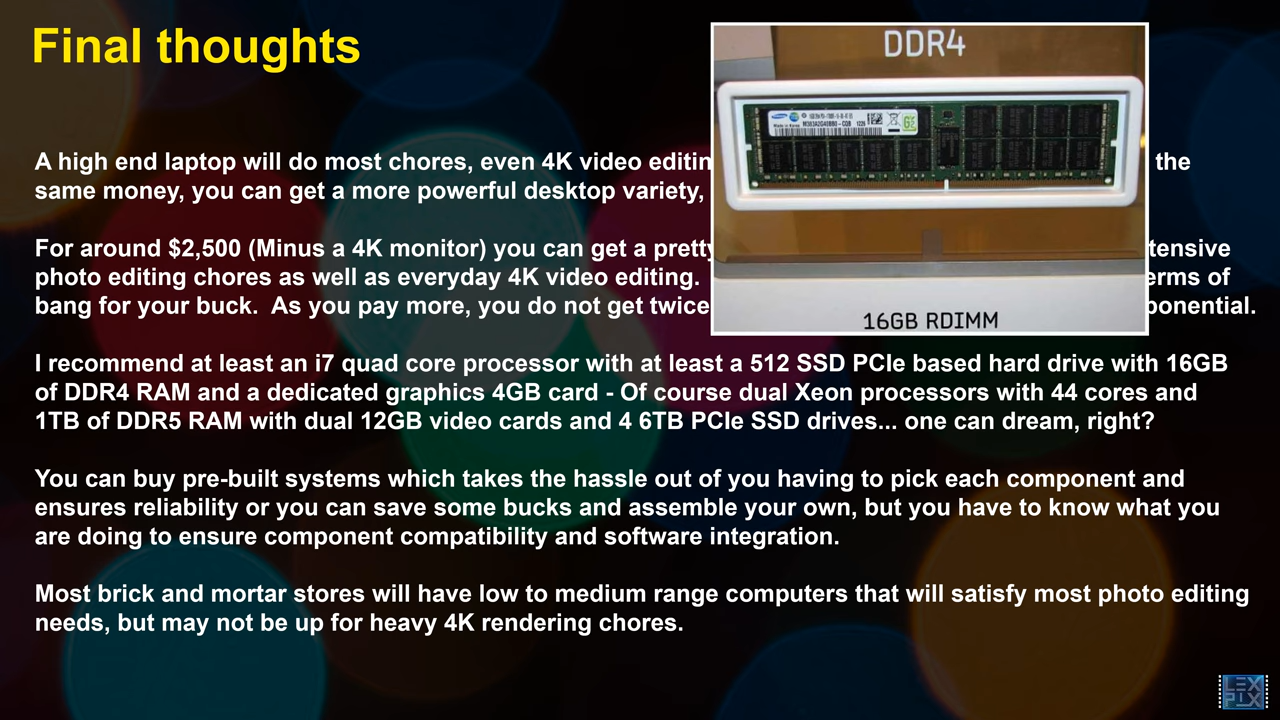 Final thoughts
DDR4
SAMSUNG
Made in Korea
M393A2G40BB0 - CQB 1226
16GB RDIMM
A high end laptop will do most chores, even 4K video the
same money, you can get a more powerful desktop variety,
For around $2,500 (Minus a 4K monitor) you can get a
photo editing chores as well as everyday 4K video editing. of
bang for your buck. As you pay more, you do not get twice
I recommend at least an i7 quad core processor with at least a 512 SSD PCIe based hard drive with 16GB
of DDR4 RAM and a dedicated graphics 4GB card - Of course dual Xeon processors with 44 cores and
1TB of DDR5 RAM with dual 12GB video cards and 4 6TB PCIe SSD drives... one can dream, right?
You can buy pre-built systems which takes the hassle out of you having to pick each component and
ensures reliability or you can save some bucks and assemble your own, but you have to know what you
are doing to ensure component compatibility and software integration.
Most brick and mortar stores will have low to medium range computers that will satisfy most photo editing
needs, but may not be up for heavy 4K rendering chores.
LEX
PIX